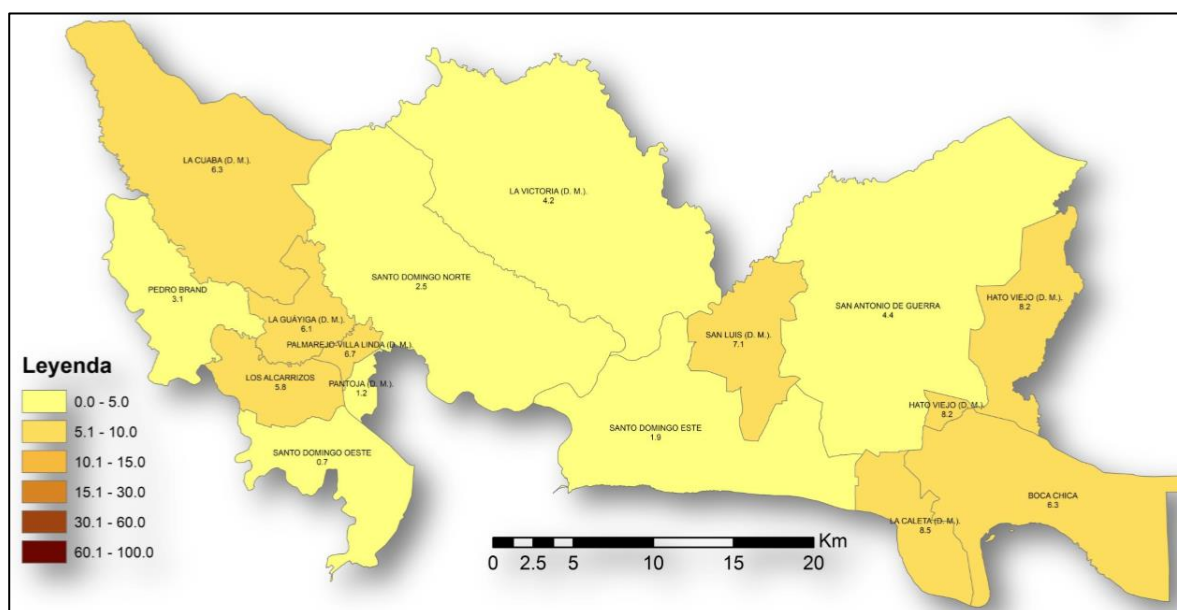 LA CUABA (D. M.).
6.3
LA VICTORIA (D. M.).
4.2
SANTO DOMINGO NORTE
2.5
PEDRO BRAND
3.1
LA GUÁYIGA (D. M.).
6.1
PALMAREJO-VILLA LINDA (D. M.).
6.7
LOS ALCARRIZOS
5.8
PANTOJA (D. M.).
1.2
SANTO DOMINGO OESTE
0.7
SAN ANTONIO DE GUERRA
4.4
HATO VIEJO (D. M.).
8.2
SAN LUIS (D. M.).
7.1
HATO VIEJO (D. M.).
8.2
SANTO DOMINGO ESTE
1.9
BOCA CHICA
6.3
LA CALETA (D. M.).
8.5
Leyenda
0.0 - 5.0
5.1 - 10.0
10.1 - 15.0
15.1 - 30.0
30.1 - 60.0
60.1 - 100.0
Km
0 2.5 5 10 15 20